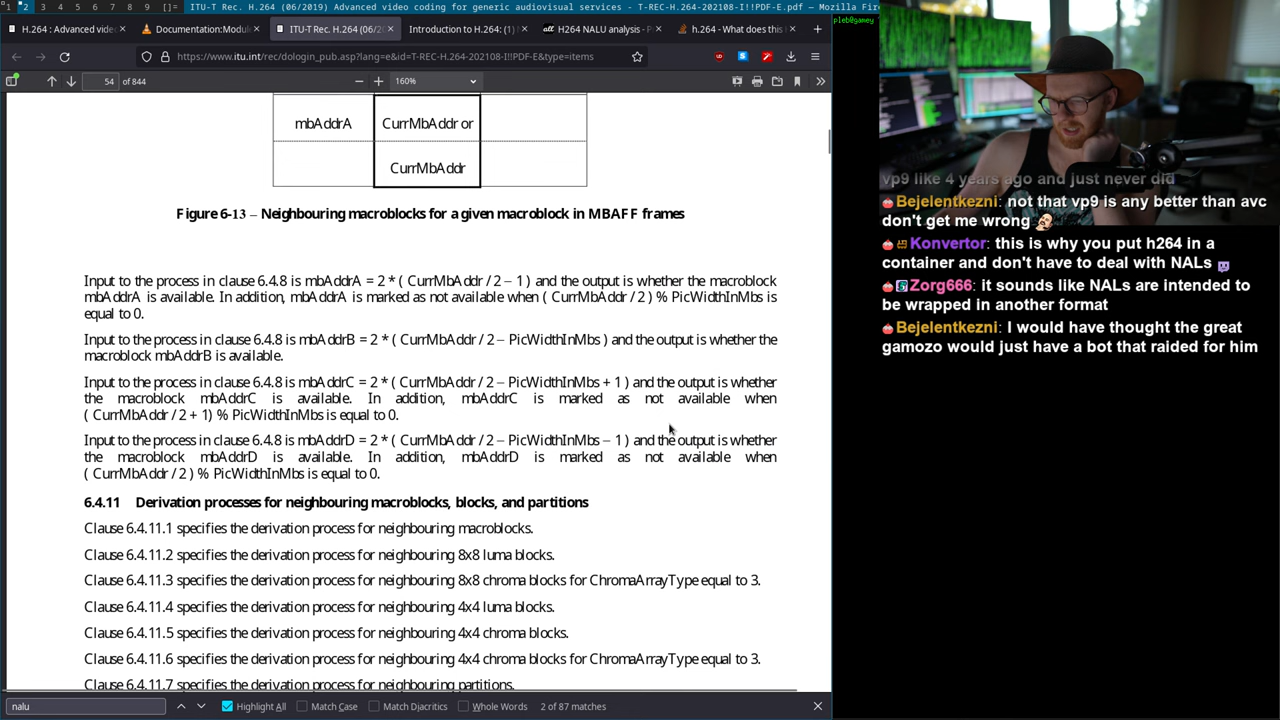 1 2 3 4 5 6 7 8 9 []= ITU-T Rec. H.264 (06/2019) Advanced video coding for generic audiovisual services - T-REC-H.264-202108-I!!PDF-E.pdf — Mozilla Fire
pleb@gamey
H.264 : Advanced video
Documentation:Modul
ITU-T Rec. H.264 (06/20
Introduction to H.264: (1)
H264 NALU analysis - P
h.264 - What does this
https://www.itu.int/rec/dologin_pub.asp?lang=e&id=T-REC-H.264-202108-I!!PDF-E&type=items
54 of 844
160%
mbAddrA
CurrMbAddr or
CurrMbAddr
Figure 6-13 – Neighbouring macroblocks for a given macroblock in MBAFF frames
Input to the process in clause 6.4.8 is mbAddrA = 2 * ( CurrMbAddr / 2 – 1 ) and the output is whether the macroblock
mbAddrA is available. In addition, mbAddrA is marked as not available when ( CurrMbAddr / 2 ) % PicWidthInMbs is
equal to 0.
Input to the process in clause 6.4.8 is mbAddrB = 2 * ( CurrMbAddr / 2 – PicWidthInMbs ) and the output is whether the
macroblock mbAddrB is available.
Input to the process in clause 6.4.8 is mbAddrC = 2 * ( CurrMbAddr / 2 – PicWidthInMbs + 1 ) and the output is whether
the macroblock mbAddrC is available. In addition, mbAddrC is marked as not available when
( CurrMbAddr / 2 + 1) % PicWidthInMbs is equal to 0.
Input to the process in clause 6.4.8 is mbAddrD = 2 * ( CurrMbAddr / 2 – PicWidthInMbs – 1 ) and the output is whether
the macroblock mbAddrD is available. In addition, mbAddrD is marked as not available when
( CurrMbAddr / 2 ) % PicWidthInMbs is equal to 0.
6.4.11 Derivation processes for neighbouring macroblocks, blocks, and partitions
Clause 6.4.11.1 specifies the derivation process for neighbouring macroblocks.
Clause 6.4.11.2 specifies the derivation process for neighbouring 8x8 luma blocks.
Clause 6.4.11.3 specifies the derivation process for neighbouring 8x8 chroma blocks for ChromaArrayType equal to 3.
Clause 6.4.11.4 specifies the derivation process for neighbouring 4x4 luma blocks.
Clause 6.4.11.5 specifies the derivation process for neighbouring 4x4 chroma blocks.
Clause 6.4.11.6 specifies the derivation process for neighbouring 4x4 chroma blocks for ChromaArrayType equal to 3.
Clause 6.4.11.7 specifies the derivation process for neighbouring partitions.
nalu
Highlight All
Match Case
Match Diacritics
Whole Words
2 of 87 matches
vp9 like 4 years ago and just never did
Bejelentkezni: not that vp9 is any better than avc
don't get me wrong
Konvertor: this is why you put h264 in a
container and don't have to deal with NALs
Zorg666: it sounds like NALs are intended to
be wrapped in another format
Bejelentkezni: I would have thought the great
gamozo would just have a bot that raided for him